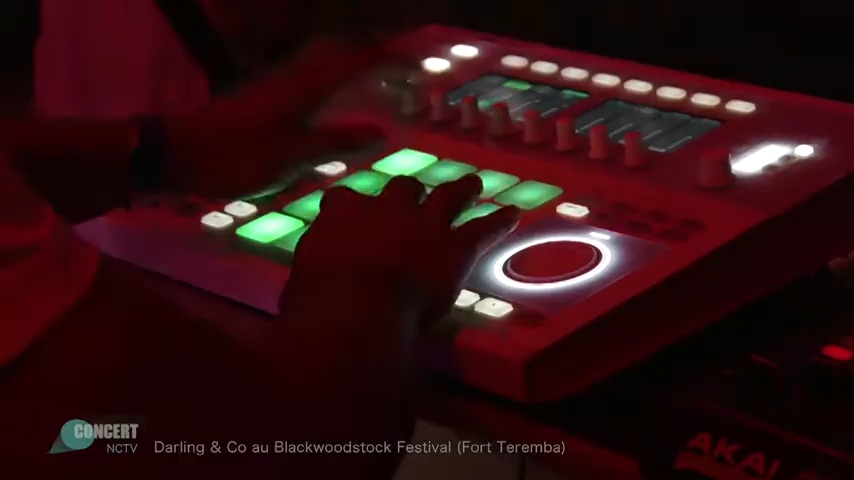 AKAI
CONCERT
NCTV
Darling & Co au Blackwoodstock Festival (Fort Teremba)